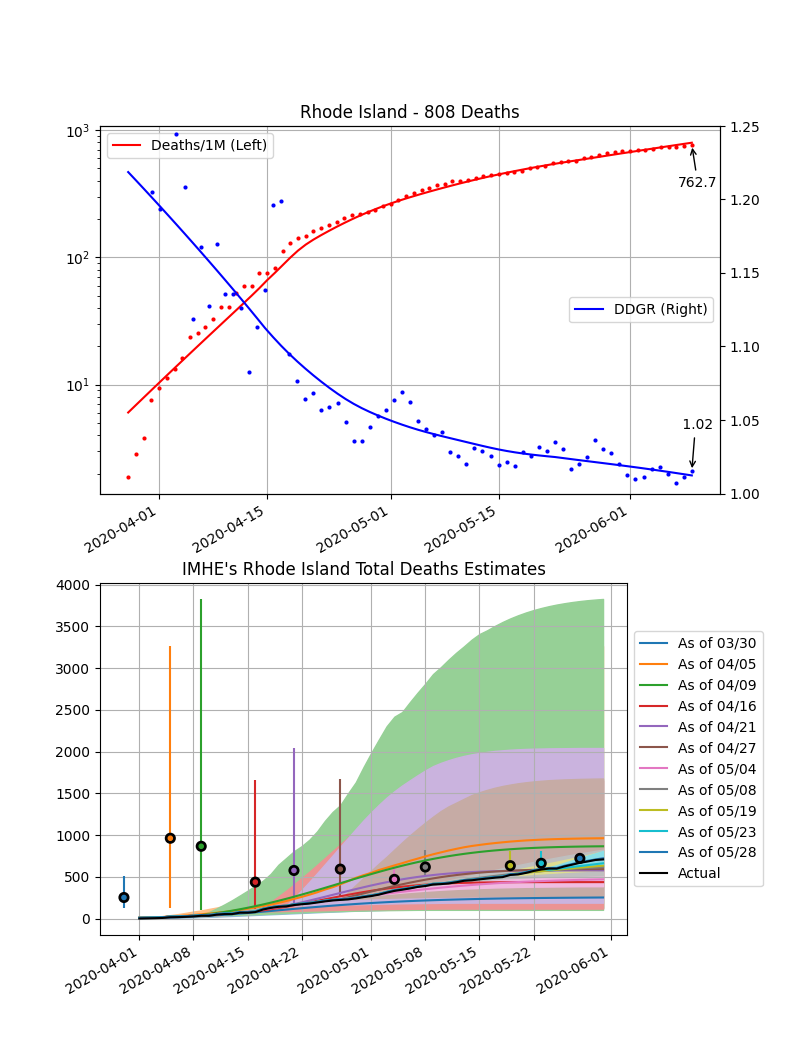 Rhode Island - 808 Deaths
10³
10²
10¹
Deaths/1M (Left)
762.7
DDGR (Right)
1.02
1.25
1.20
1.15
1.10
1.05
1.00
2020-04-01
2020-04-15
2020-05-01
2020-05-15
2020-06-01
IMHE's Rhode Island Total Deaths Estimates
4000
3500
3000
2500
2000
1500
1000
500
0
2020-04-01
2020-04-08
2020-04-15
2020-04-22
2020-05-01
2020-05-08
2020-05-15
2020-05-22
2020-06-01
As of 03/30
As of 04/05
As of 04/09
As of 04/16
As of 04/21
As of 04/27
As of 05/04
As of 05/08
As of 05/19
As of 05/23
As of 05/28
Actual